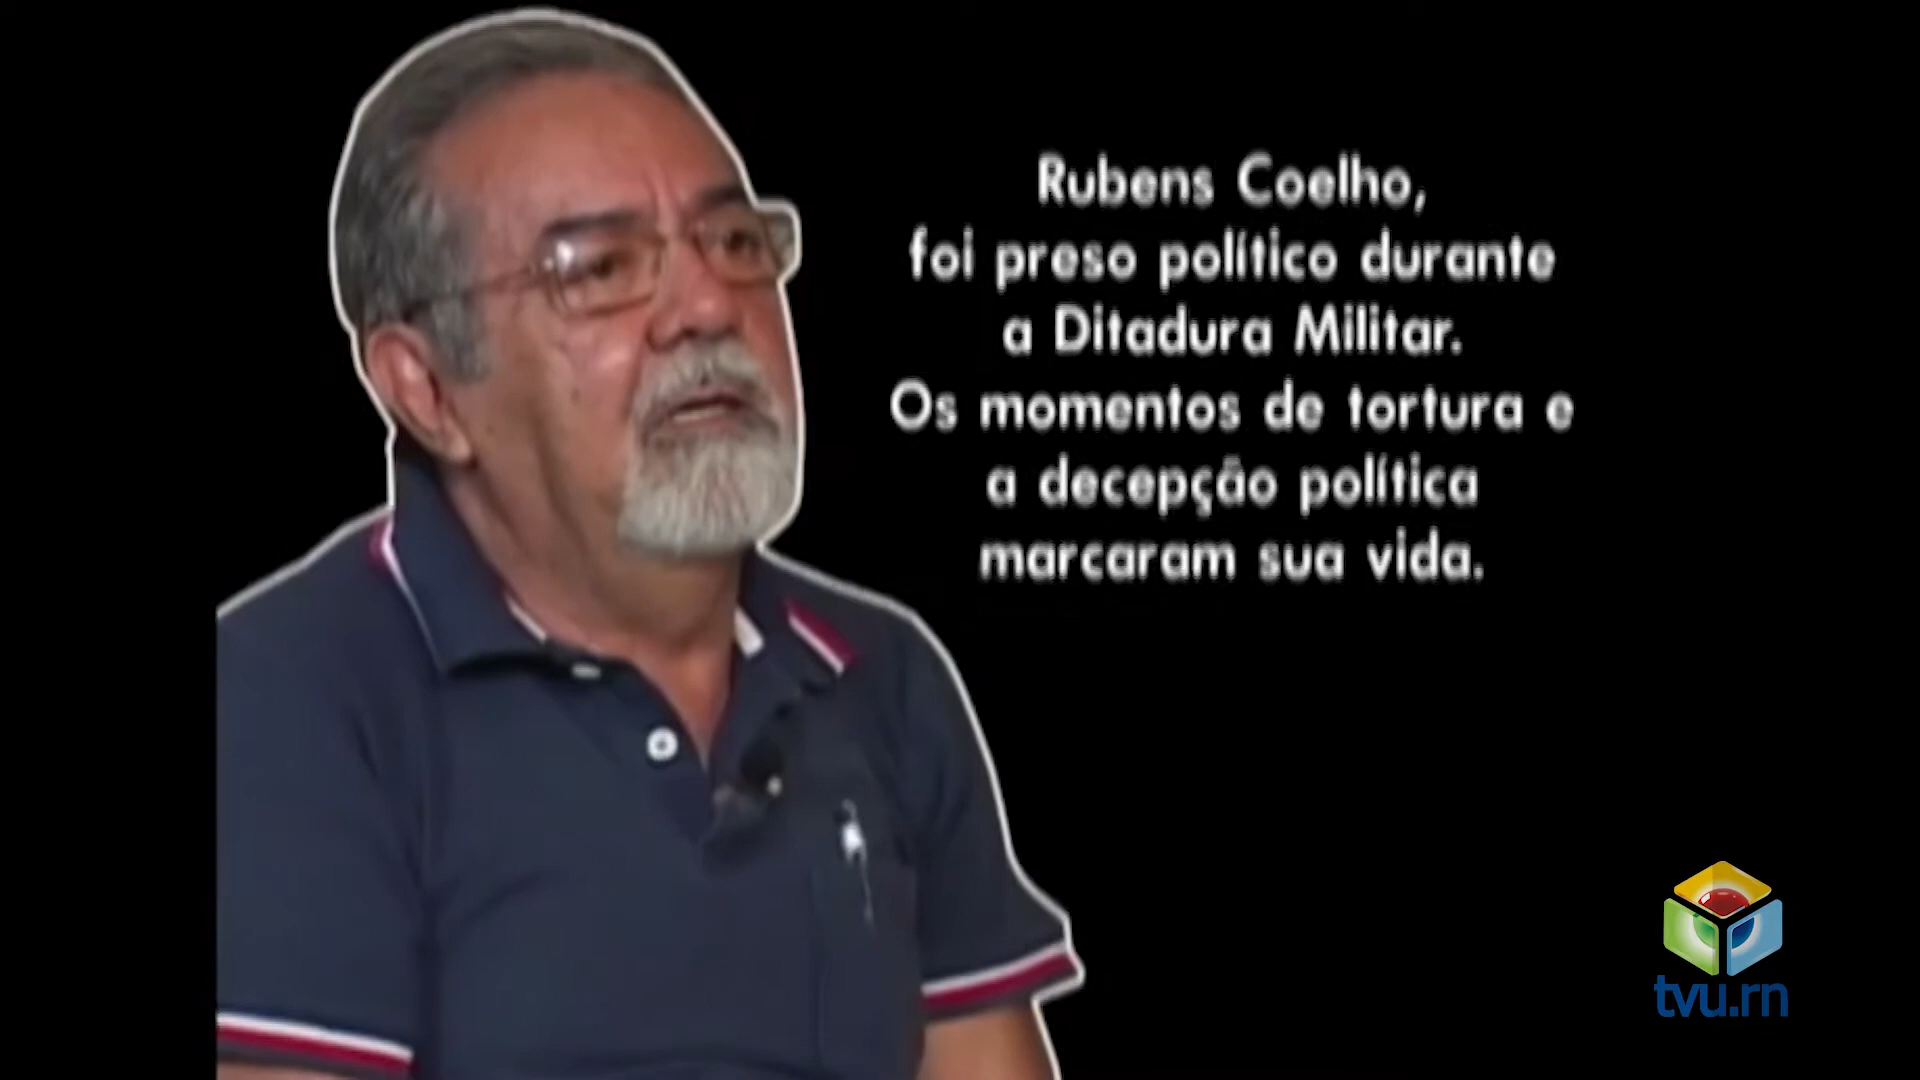 Rubens Coelho,
foi preso político durante
a Ditadura Militar.
Os momentos de tortura e
a decepção política
marcaram sua vida.
tvu.rn